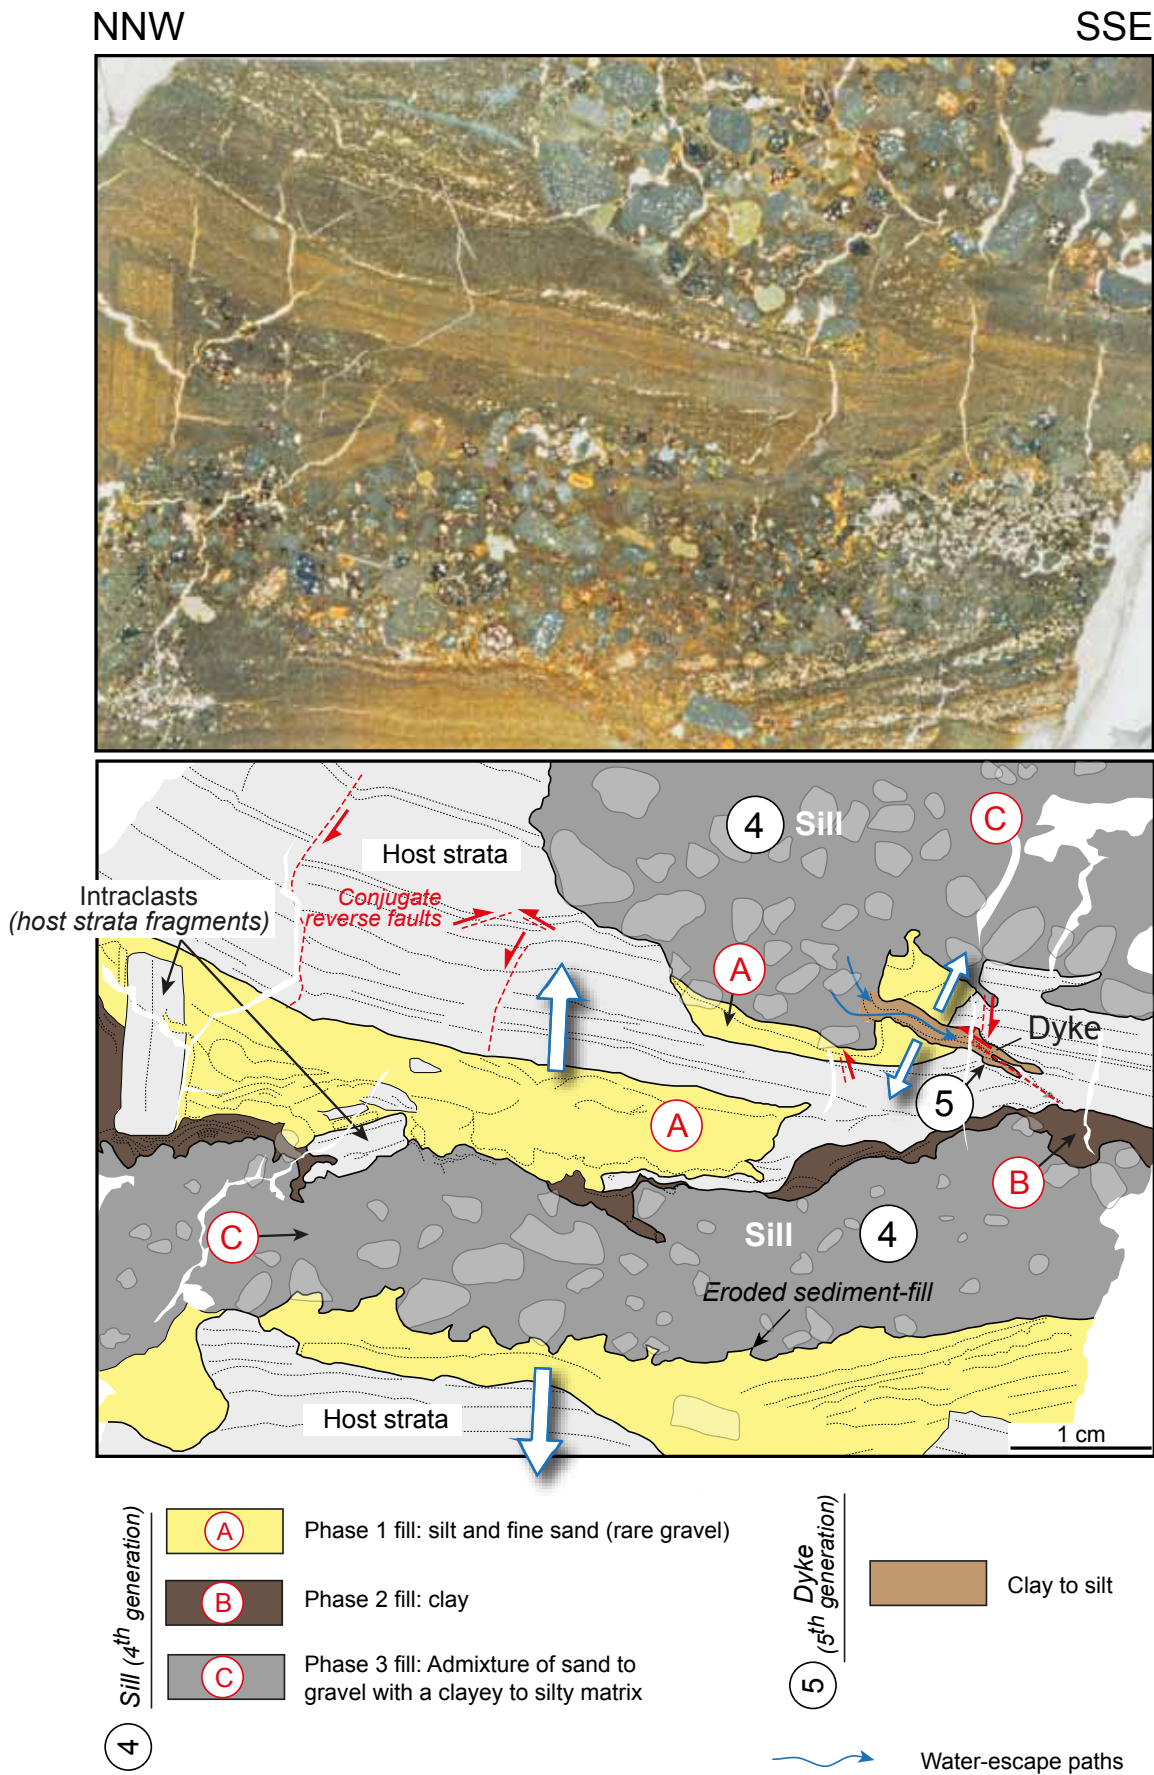 NNW
SSE
4
Sill
C
Host strata
Intraclasts
(host strata fragments)
Conjugate
reverse faults
A
Dyke
5
A
B
C
Sill
4
Eroded sediment-fill
Host strata
1 cm
Sill (4th generation)
4
A
Phase 1 fill: silt and fine sand (rare gravel)
B
Phase 2 fill: clay
C
Phase 3 fill: Admixture of sand to
gravel with a clayey to silty matrix
Dyke
(5th generation)
5
Clay to silt
Water-escape paths